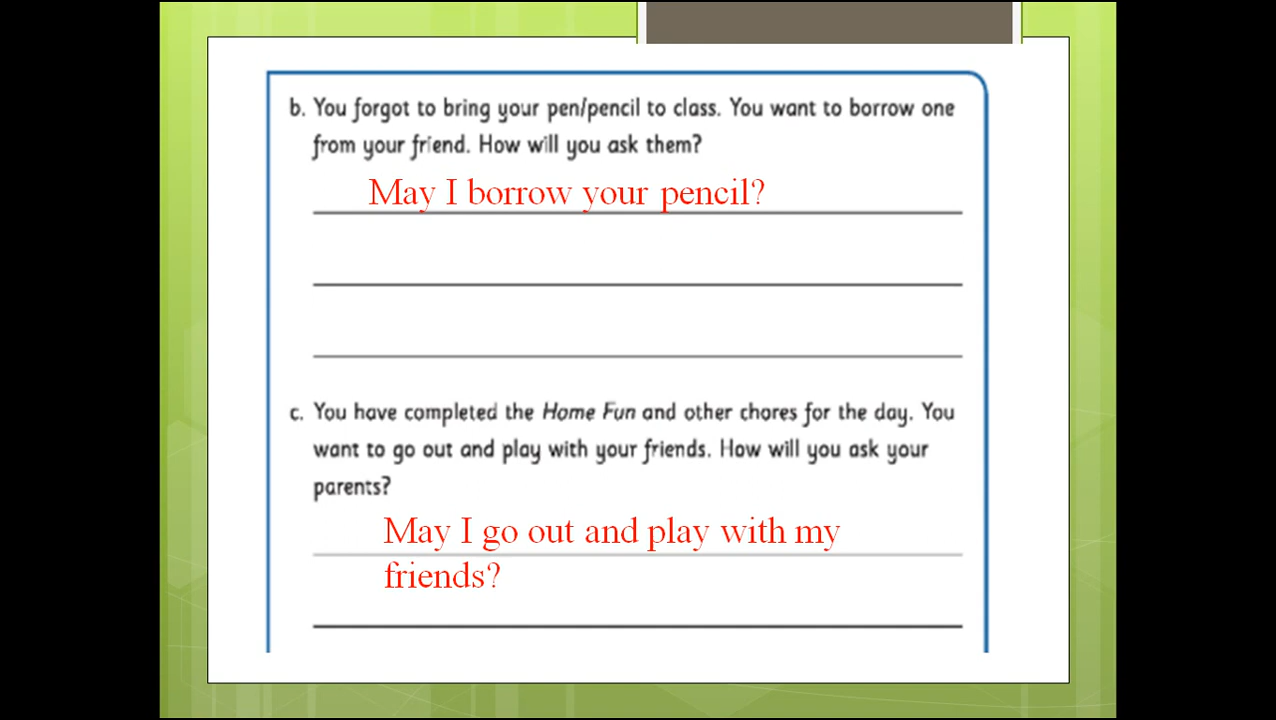 b. You forgot to bring your pen/pencil to class. You want to borrow one
from your friend. How will you ask them?
May I borrow your pencil?
c. You have completed the Home Fun and other chores for the day. You
want to go out and play with your friends. How will you ask your
parents?
May I go out and play with my
friends?